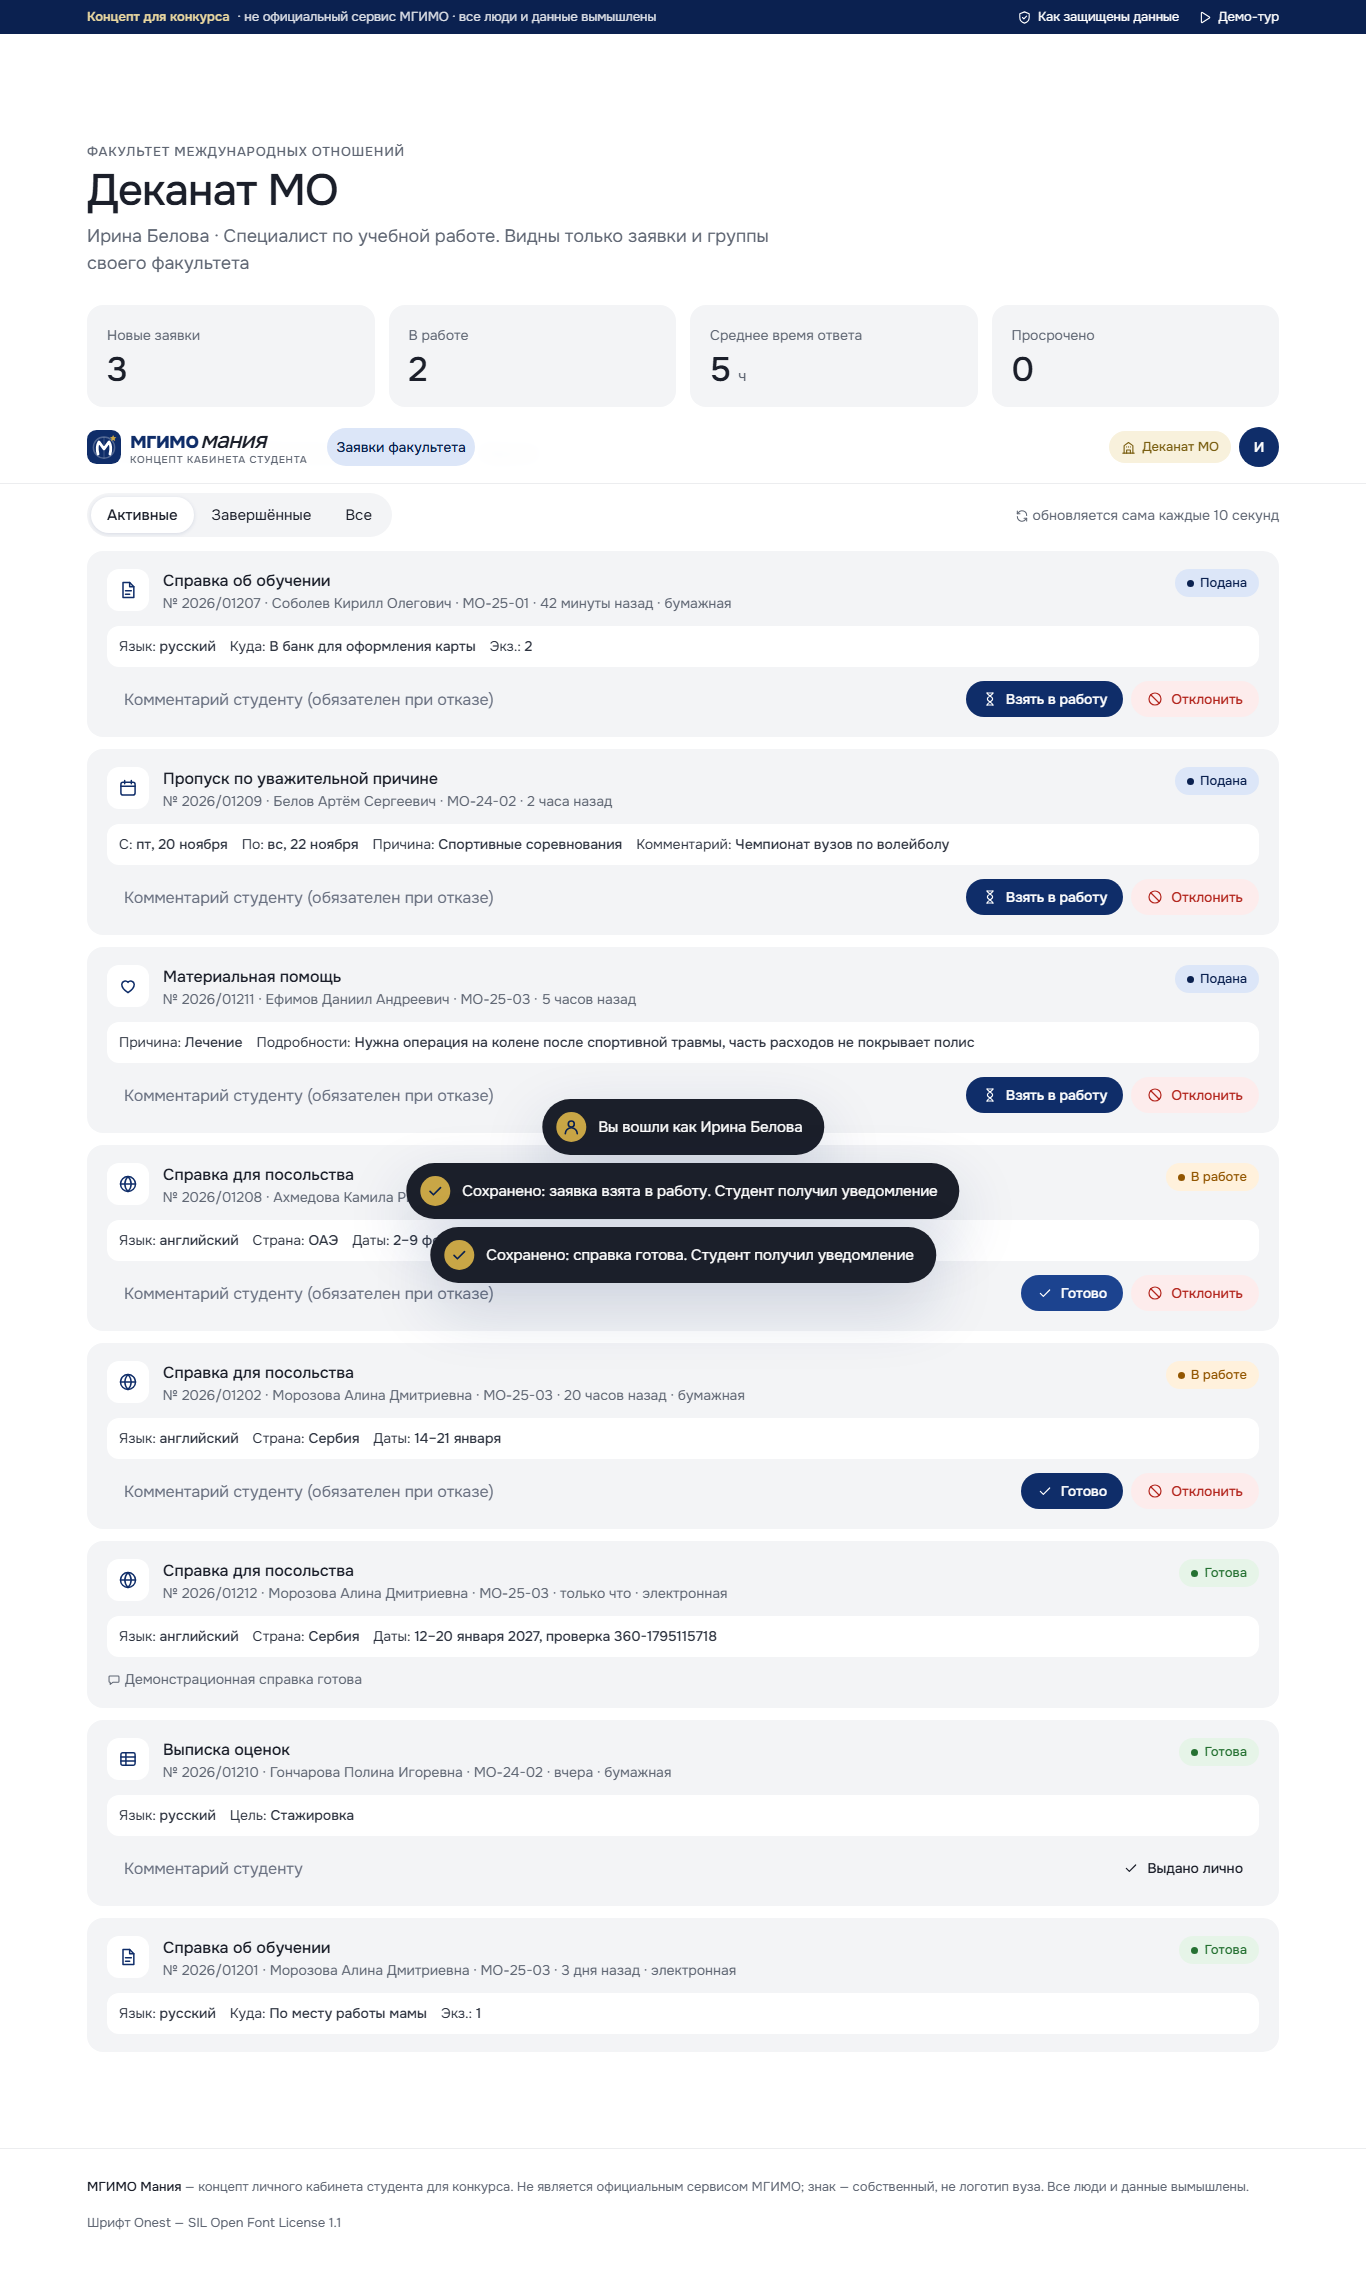 Концепт для конкурса · не официальный сервис МГИМО · все люди и данные вымышлены
Как защищены данные
Демо-тур
ФАКУЛЬТЕТ МЕЖДУНАРОДНЫХ ОТНОШЕНИЙ
Деканат МО
Ирина Белова · Специалист по учебной работе. Видны только заявки и группы
своего факультета
Новые заявки
3
В работе
2
Среднее время ответа
5 ч
Просрочено
0
МГИМО мания
КОНЦЕПТ КАБИНЕТА СТУДЕНТА
Заявки факультета
Деканат МО
И
Активные
Завершённые
Все
обновляется сама каждые 10 секунд
Справка об обучении
Подана
№ 2026/01207 · Соболев Кирилл Олегович · МО-25-01 · 42 минуты назад · бумажная
Язык: русский Куда: В банк для оформления карты Экз.: 2
Комментарий студенту (обязателен при отказе)
Взять в работу
Отклонить
Пропуск по уважительной причине
Подана
№ 2026/01209 · Белов Артём Сергеевич · МО-24-02 · 2 часа назад
С: пт, 20 ноября По: вс, 22 ноября Причина: Спортивные соревнования Комментарий: Чемпионат вузов по волейболу
Комментарий студенту (обязателен при отказе)
Взять в работу
Отклонить
Материальная помощь
Подана
№ 2026/01211 · Ефимов Даниил Андреевич · МО-25-03 · 5 часов назад
Причина: Лечение Подробности: Нужна операция на колене после спортивной травмы, часть расходов не покрывает полис
Комментарий студенту (обязателен при отказе)
Взять в работу
Отклонить
Вы вошли как Ирина Белова
Справка для посольства
В работе
№ 2026/01208 · Ахмедова Камила
Сохранено: заявка взята в работу. Студент получил уведомление
Язык: английский Страна: ОАЭ Даты: 2–9
Сохранено: справка готова. Студент получил уведомление
Комментарий студенту (обязателен при отказе)
Готово
Отклонить
Справка для посольства
В работе
№ 2026/01202 · Морозова Алина Дмитриевна · МО-25-03 · 20 часов назад · бумажная
Язык: английский Страна: Сербия Даты: 14–21 января
Комментарий студенту (обязателен при отказе)
Готово
Отклонить
Справка для посольства
Готова
№ 2026/01212 · Морозова Алина Дмитриевна · МО-25-03 · только что · электронная
Язык: английский Страна: Сербия Даты: 12–20 января 2027, проверка 360-1795115718
Демонстрационная справка готова
Выписка оценок
Готова
№ 2026/01210 · Гончарова Полина Игоревна · МО-24-02 · вчера · бумажная
Язык: русский Цель: Стажировка
Комментарий студенту
Выдано лично
Справка об обучении
Готова
№ 2026/01201 · Морозова Алина Дмитриевна · МО-25-03 · 3 дня назад · электронная
Язык: русский Куда: По месту работы мамы Экз.: 1
МГИМО Мания — концепт личного кабинета студента для конкурса. Не является официальным сервисом МГИМО; знак — собственный, не логотип вуза. Все люди и данные вымышлены.
Шрифт Onest — SIL Open Font License 1.1